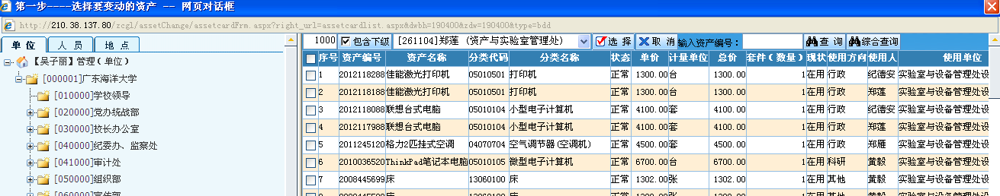 第一步----选择要变动的资产 -- 网页对话框
http://210.38.137.80/zcgl/assetChange/assetcardFrm.aspx?right_url=assetcardlist.aspx&dwbh=190400&zdw=190400&type=bdd
单 位 人 员 地 点
【吴子丽】管理(单位)
[000001]广东海洋大学
[010000]学校领导
[020000]党办统战部
[030000]校长办公室
[040000]纪委办、监察处
[041000]审计处
[050000]组织部
[060000]宣传部
1000 包含下级 [261104]郑莲 (资产与实验室管理处) 选 择 取 消 输入资产编号: 查 询 综合查询
序号 资产编号 资产名称 分类代码 分类名称 状态 单价 计量单位 总价 套件(数量) 现状 使用方向 使用人 使用单位
1 2012118288 佳能激光打印机 05010501 打印机 正常 1300.00 台 1300.00 1 在用 行政 纪德安 实验室与设备管理处设
2 2012118188 佳能激光打印机 05010501 打印机 正常 1300.00 台 1300.00 1 在用 行政 郑莲 实验室与设备管理处设
3 2012118088 联想台式电脑 05010104 小型电子计算机 正常 4100.00 套 4100.00 1 在用 行政 纪德安 实验室与设备管理处设
4 2012117988 联想台式电脑 05010104 小型电子计算机 正常 4100.00 套 4100.00 1 在用 行政 郑莲 实验室与设备管理处设
5 2011245120 格力2匹挂式空调 04070704 空气调节器(空调机) 正常 4500.00 套 4500.00 1 在用 行政 郑雁 实验室与设备管理处设
6 2010036520 ThinkPad笔记本电脑 05010105 微型电子计算机 正常 6700.00 台 6700.00 1 在用 科研 黄毅 实验室与设备管理处设
7 2008445699 床 13060100 床 正常 1302.00 张 1302.00 1 在用 其他 黄毅 实验室与设备管理处设